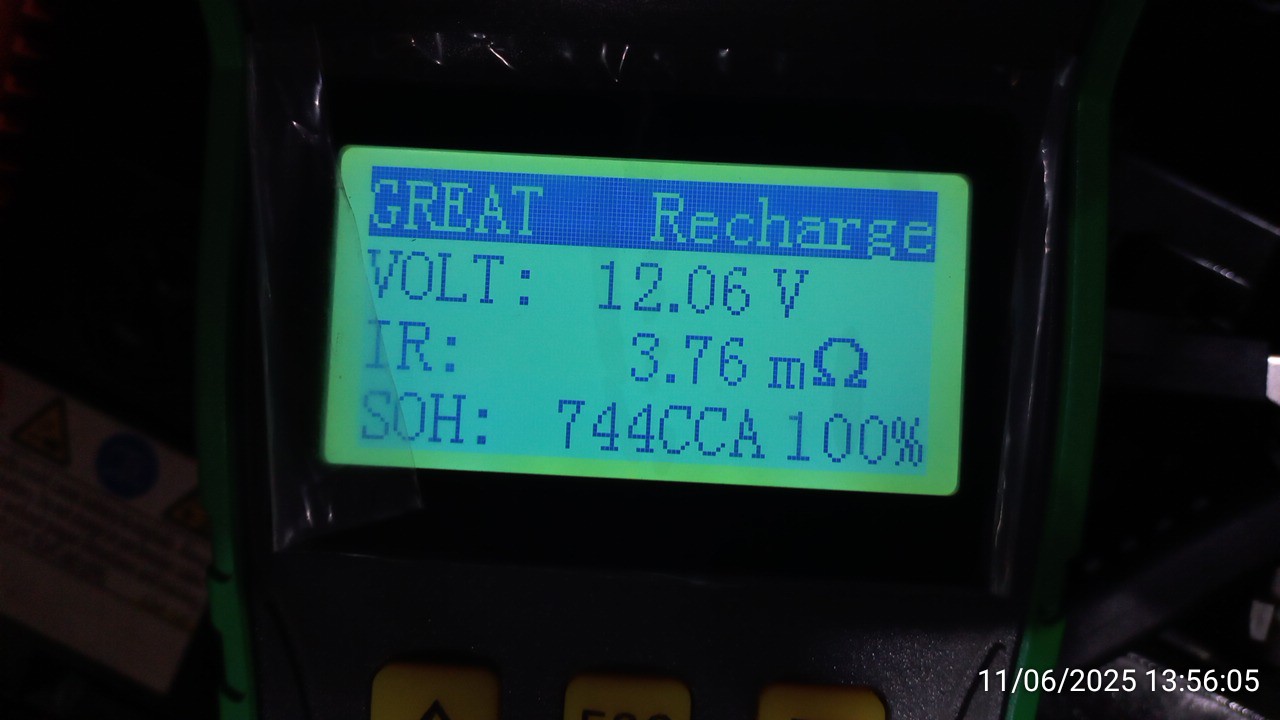 GREAT Recharge
VOLT: 12.06 V
IR: 3.76 mΩ
SOH: 744CCA 100%
11/06/2025 13:56:05